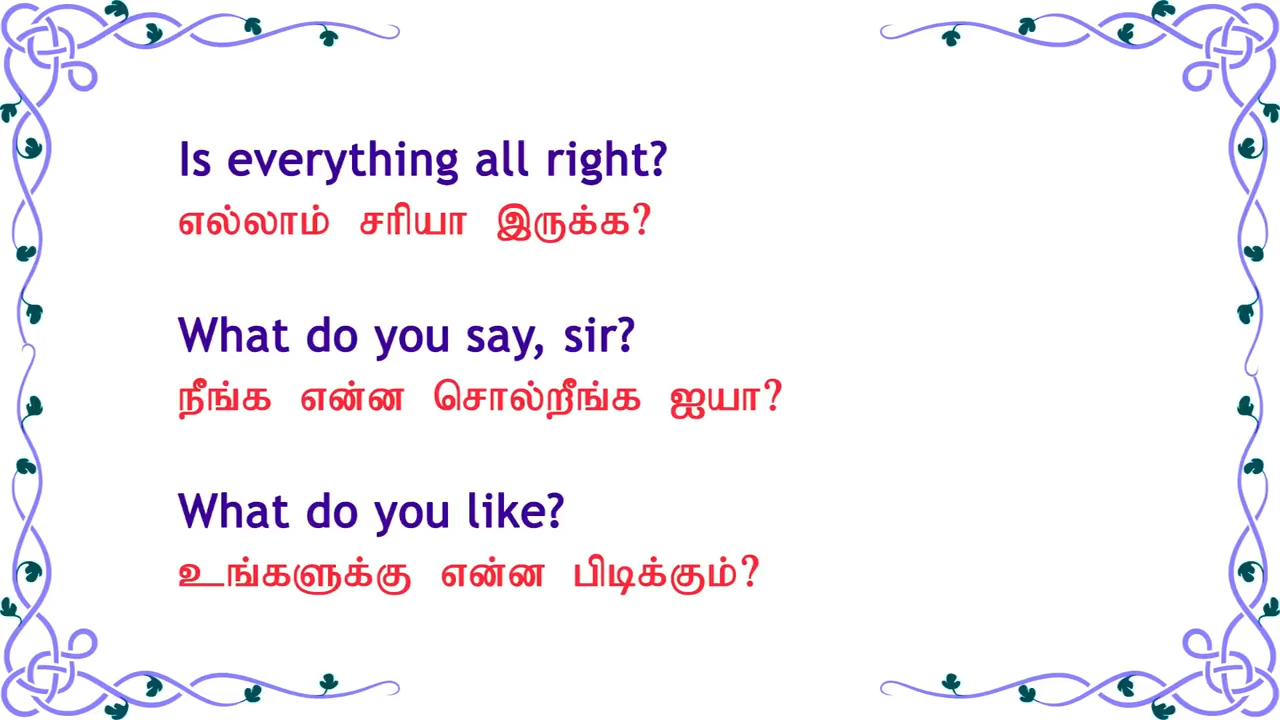 Is everything all right?
எல்லாம் சரியா இருக்க?
What do you say, sir?
நீங்க என்ன சொல்றீங்க ஐயா?
What do you like?
உங்களுக்கு என்ன பிடிக்கும்?